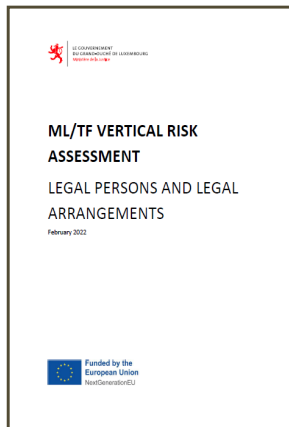 LE GOUVERNEMENT
DU GRAND-DUCHÉ DE LUXEMBOURG
Ministère de la Justice
ML/TF VERTICAL RISK
ASSESSMENT
LEGAL PERSONS AND LEGAL
ARRANGEMENTS
February 2022
Funded by the
European Union
NextGenerationEU